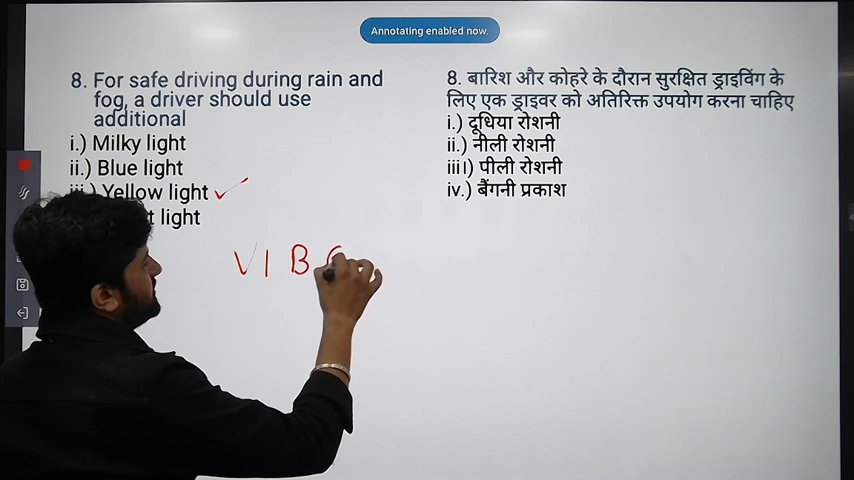 Annotating enabled now.
8. For safe driving during rain and
fog, a driver should use
additional
i.) Milky light
ii.) Blue light
Yellow light
light
8. बारिश और कोहरे के दौरान सुरक्षित ड्राइविंग के
लिए एक ड्राइवर को अतिरिक्त उपयोग करना चाहिए
i.) दूधिया रोशनी
ii.) नीली रोशनी
iii।) पीली रोशनी
iv.) बैंगनी प्रकाश
V I B